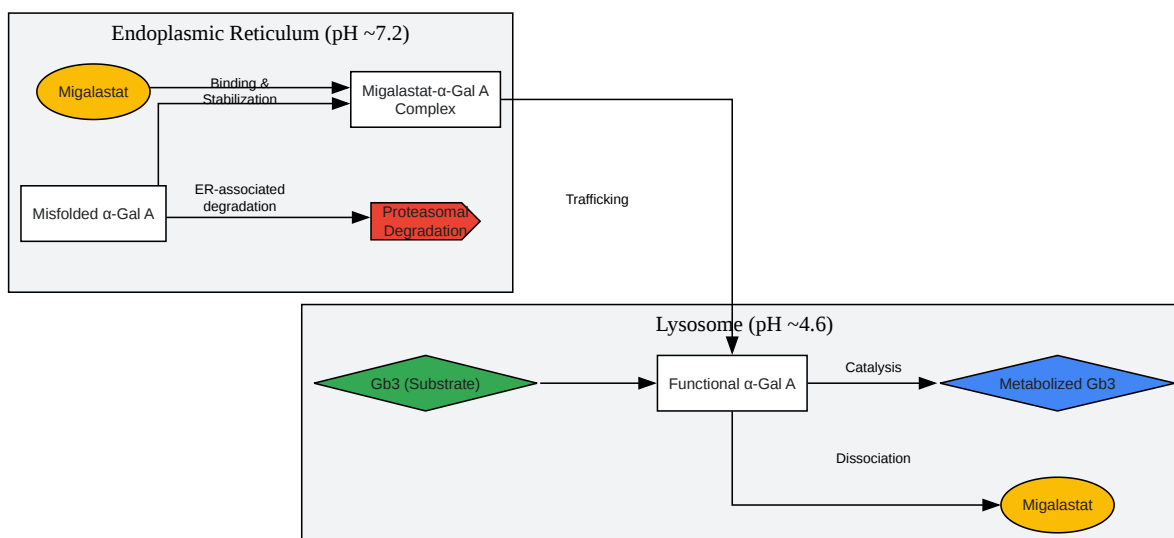 Endoplasmic Reticulum (pH ~7.2)
Migalastat
Binding &
Stabilization
Migalastat-α-Gal A
Complex
Misfolded α-Gal A
ER-associated
degradation
Proteasomal
Degradation
Trafficking
Lysosome (pH ~4.6)
Gb3 (Substrate)
Functional α-Gal A
Catalysis
Metabolized Gb3
Dissociation
Migalastat